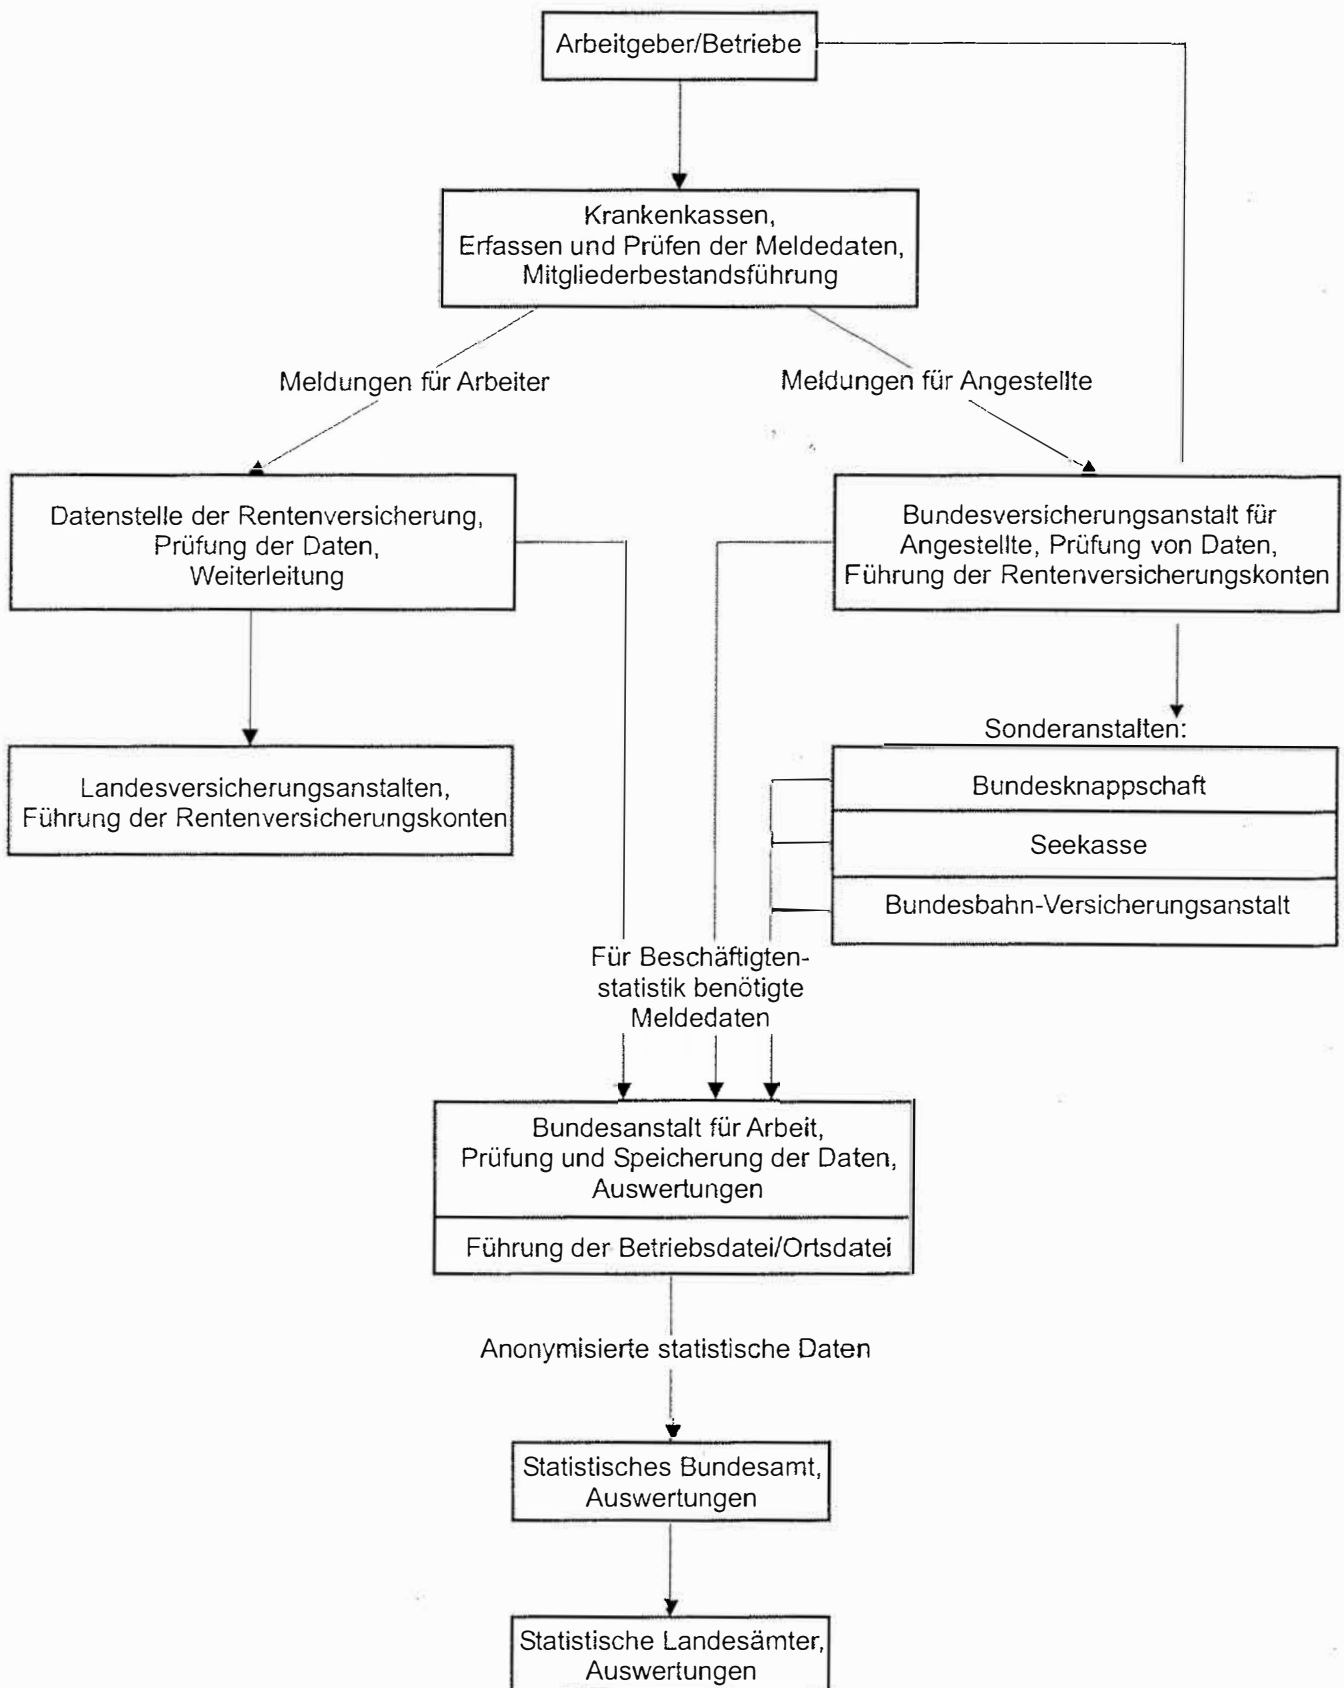 Arbeitgeber/Betriebe
Krankenkassen,
Erfassen und Prüfen der Meldedaten,
Mitgliederbestandsführung
Meldungen für Arbeiter
Meldungen für Angestellte
Datenstelle der Rentenversicherung,
Prüfung der Daten,
Weiterleitung
Bundesversicherungsanstalt für
Angestellte, Prüfung von Daten,
Führung der Rentenversicherungskonten
Landesversicherungsanstalten,
Führung der Rentenversicherungskonten
Sonderanstalten:
Bundesknappschaft
Seekasse
Bundesbahn-Versicherungsanstalt
Für Beschäftigten-
statistik benötigte
Meldedaten
Bundesanstalt für Arbeit,
Prüfung und Speicherung der Daten,
Auswertungen
Führung der Betriebsdatei/Ortsdatei
Anonymisierte statistische Daten
Statistisches Bundesamt,
Auswertungen
Statistische Landesämter,
Auswertungen